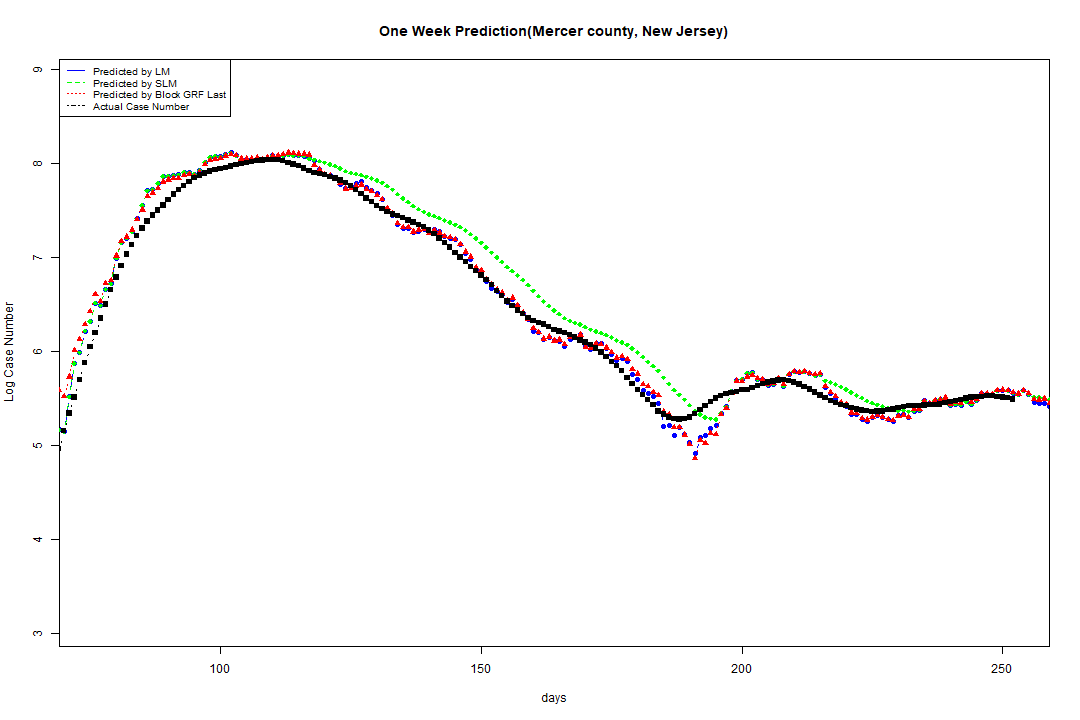 One Week Prediction(Mercer county, New Jersey)
Predicted by LM
Predicted by SLM
Predicted by Block GRF Last
Actual Case Number
9
8
7
6
5
4
3
Log Case Number
100 150 200 250
days